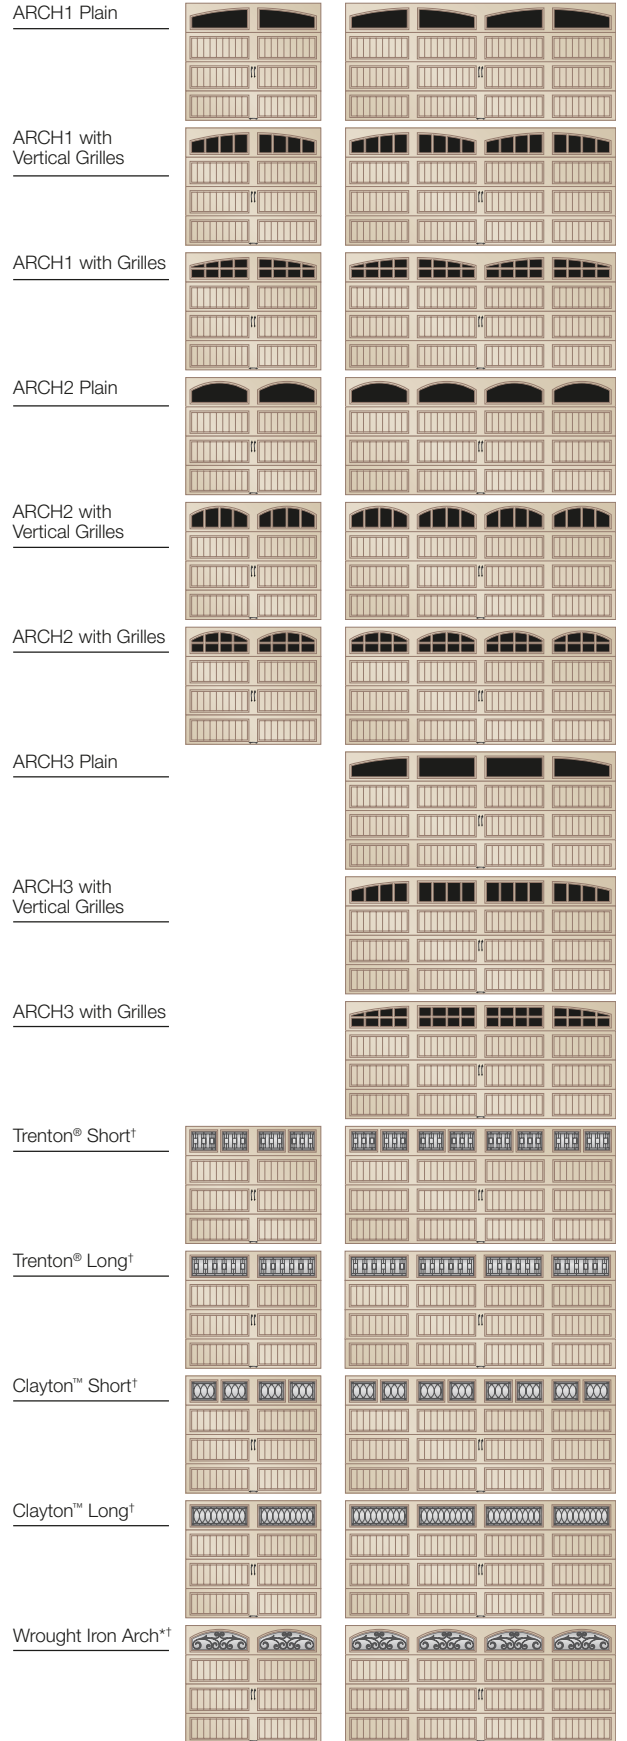 ARCH1 Plain
ARCH1 with
Vertical Grilles
ARCH1 with Grilles
ARCH2 Plain
ARCH2 with
Vertical Grilles
ARCH2 with Grilles
ARCH3 Plain
ARCH3 with
Vertical Grilles
ARCH3 with Grilles
Trenton® Short†
Trenton® Long†
Clayton™ Short†
Clayton™ Long†
Wrought Iron Arch*†